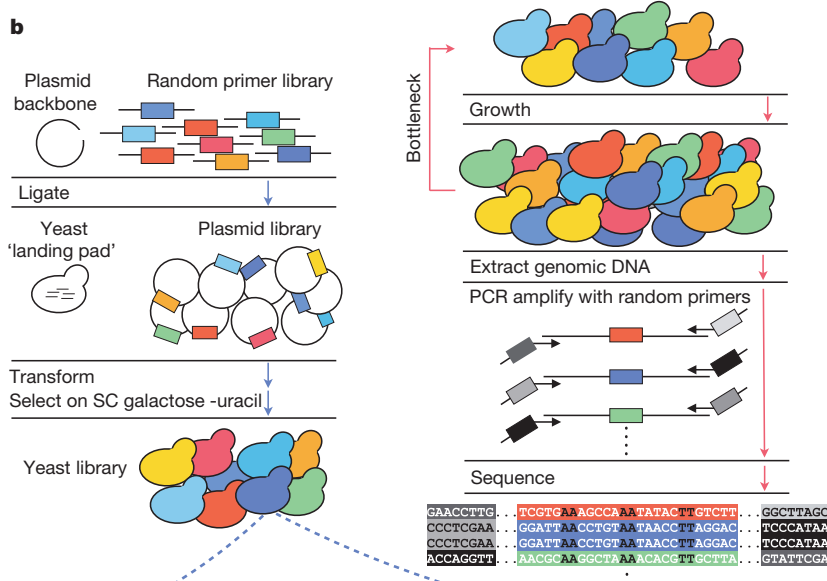 b
Plasmid
backbone
Random primer library
Ligate
Yeast
‘landing pad’
Plasmid library
Transform
Select on SC galactose -uracil
Yeast library
Bottleneck
Growth
Extract genomic DNA
PCR amplify with random primers
Sequence
GAACCTTG...TCGTGAAAGCCAAATATACTTGTCTT...GGCTTAGC
CCCTCGAA GGATTAACCTGTAATAACCTTAGGAC TCCCATAA
CCCTCGAA GGATTAACCTGTAATAACCTTAGGAC TCCCATAA
ACCAGGTT...AACGCAAGGCTAAAACACGTTGCTTA...GTATTCGA